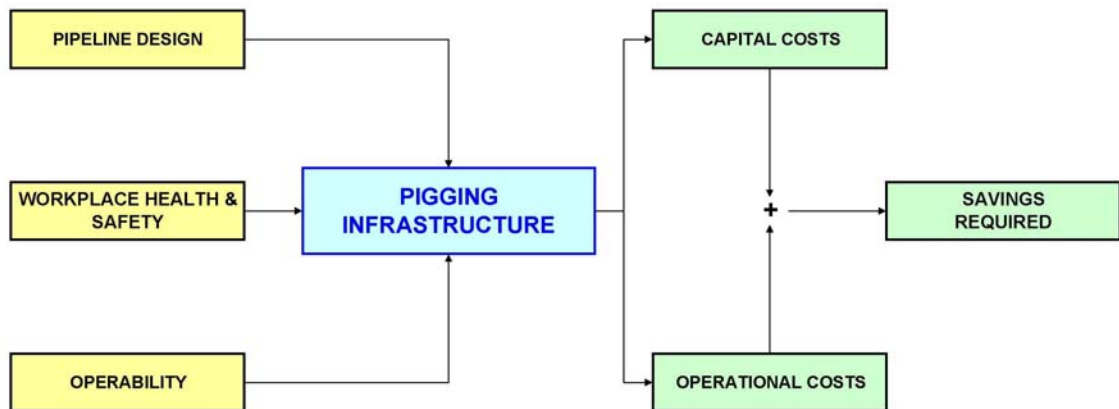 PIPELINE DESIGN
CAPITAL COSTS
WORKPLACE HEALTH &
SAFETY
PIGGING
INFRASTRUCTURE
+
SAVINGS
REQUIRED
OPERABILITY
OPERATIONAL COSTS